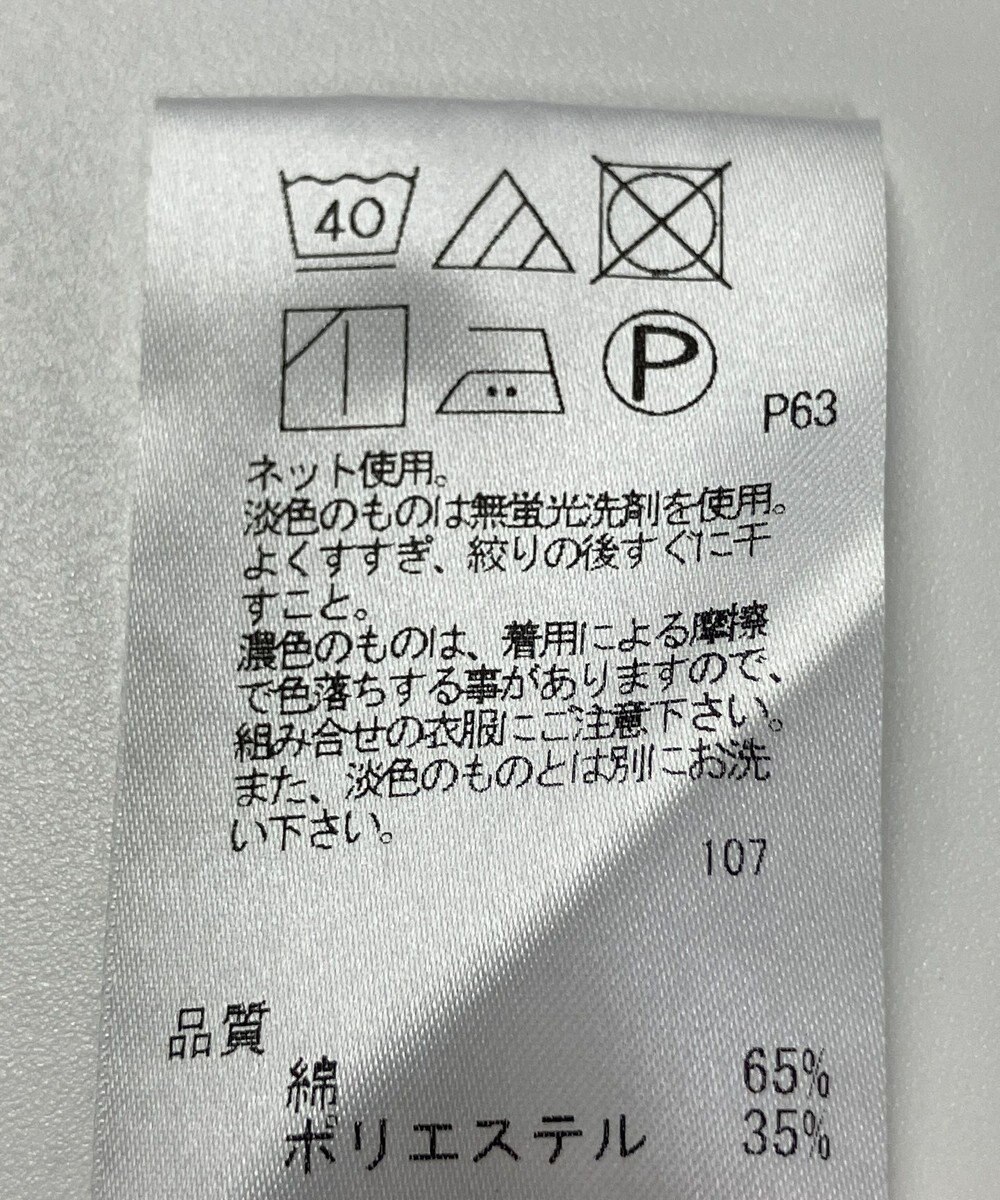 40
P
P63
ネット使用。
淡色のものは無蛍光洗剤を使用。
よくすすぎ、絞りの後すぐに干
すこと。
濃色のものは、着用による摩擦
で色落ちする事がありますので、
組み合せの衣服にご注意下さい。
また、淡色のものとは別にお洗
い下さい。
107
品質
綿 65%
ポリエステル 35%